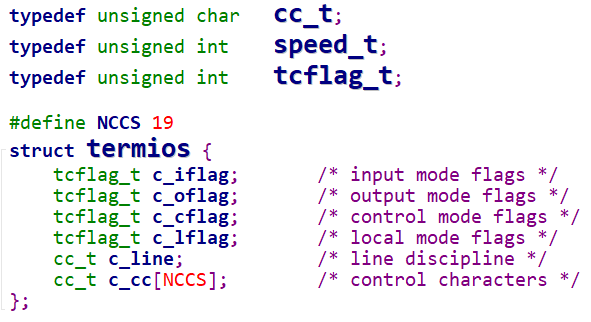 typedef unsigned char cc_t;
typedef unsigned int speed_t;
typedef unsigned int tcflag_t;
#define NCCS 19
struct termios {
tcflag_t c_iflag; /* input mode flags */
tcflag_t c_oflag; /* output mode flags */
tcflag_t c_cflag; /* control mode flags */
tcflag_t c_lflag; /* local mode flags */
cc_t c_line; /* line discipline */
cc_t c_cc[NCCS]; /* control characters */
};